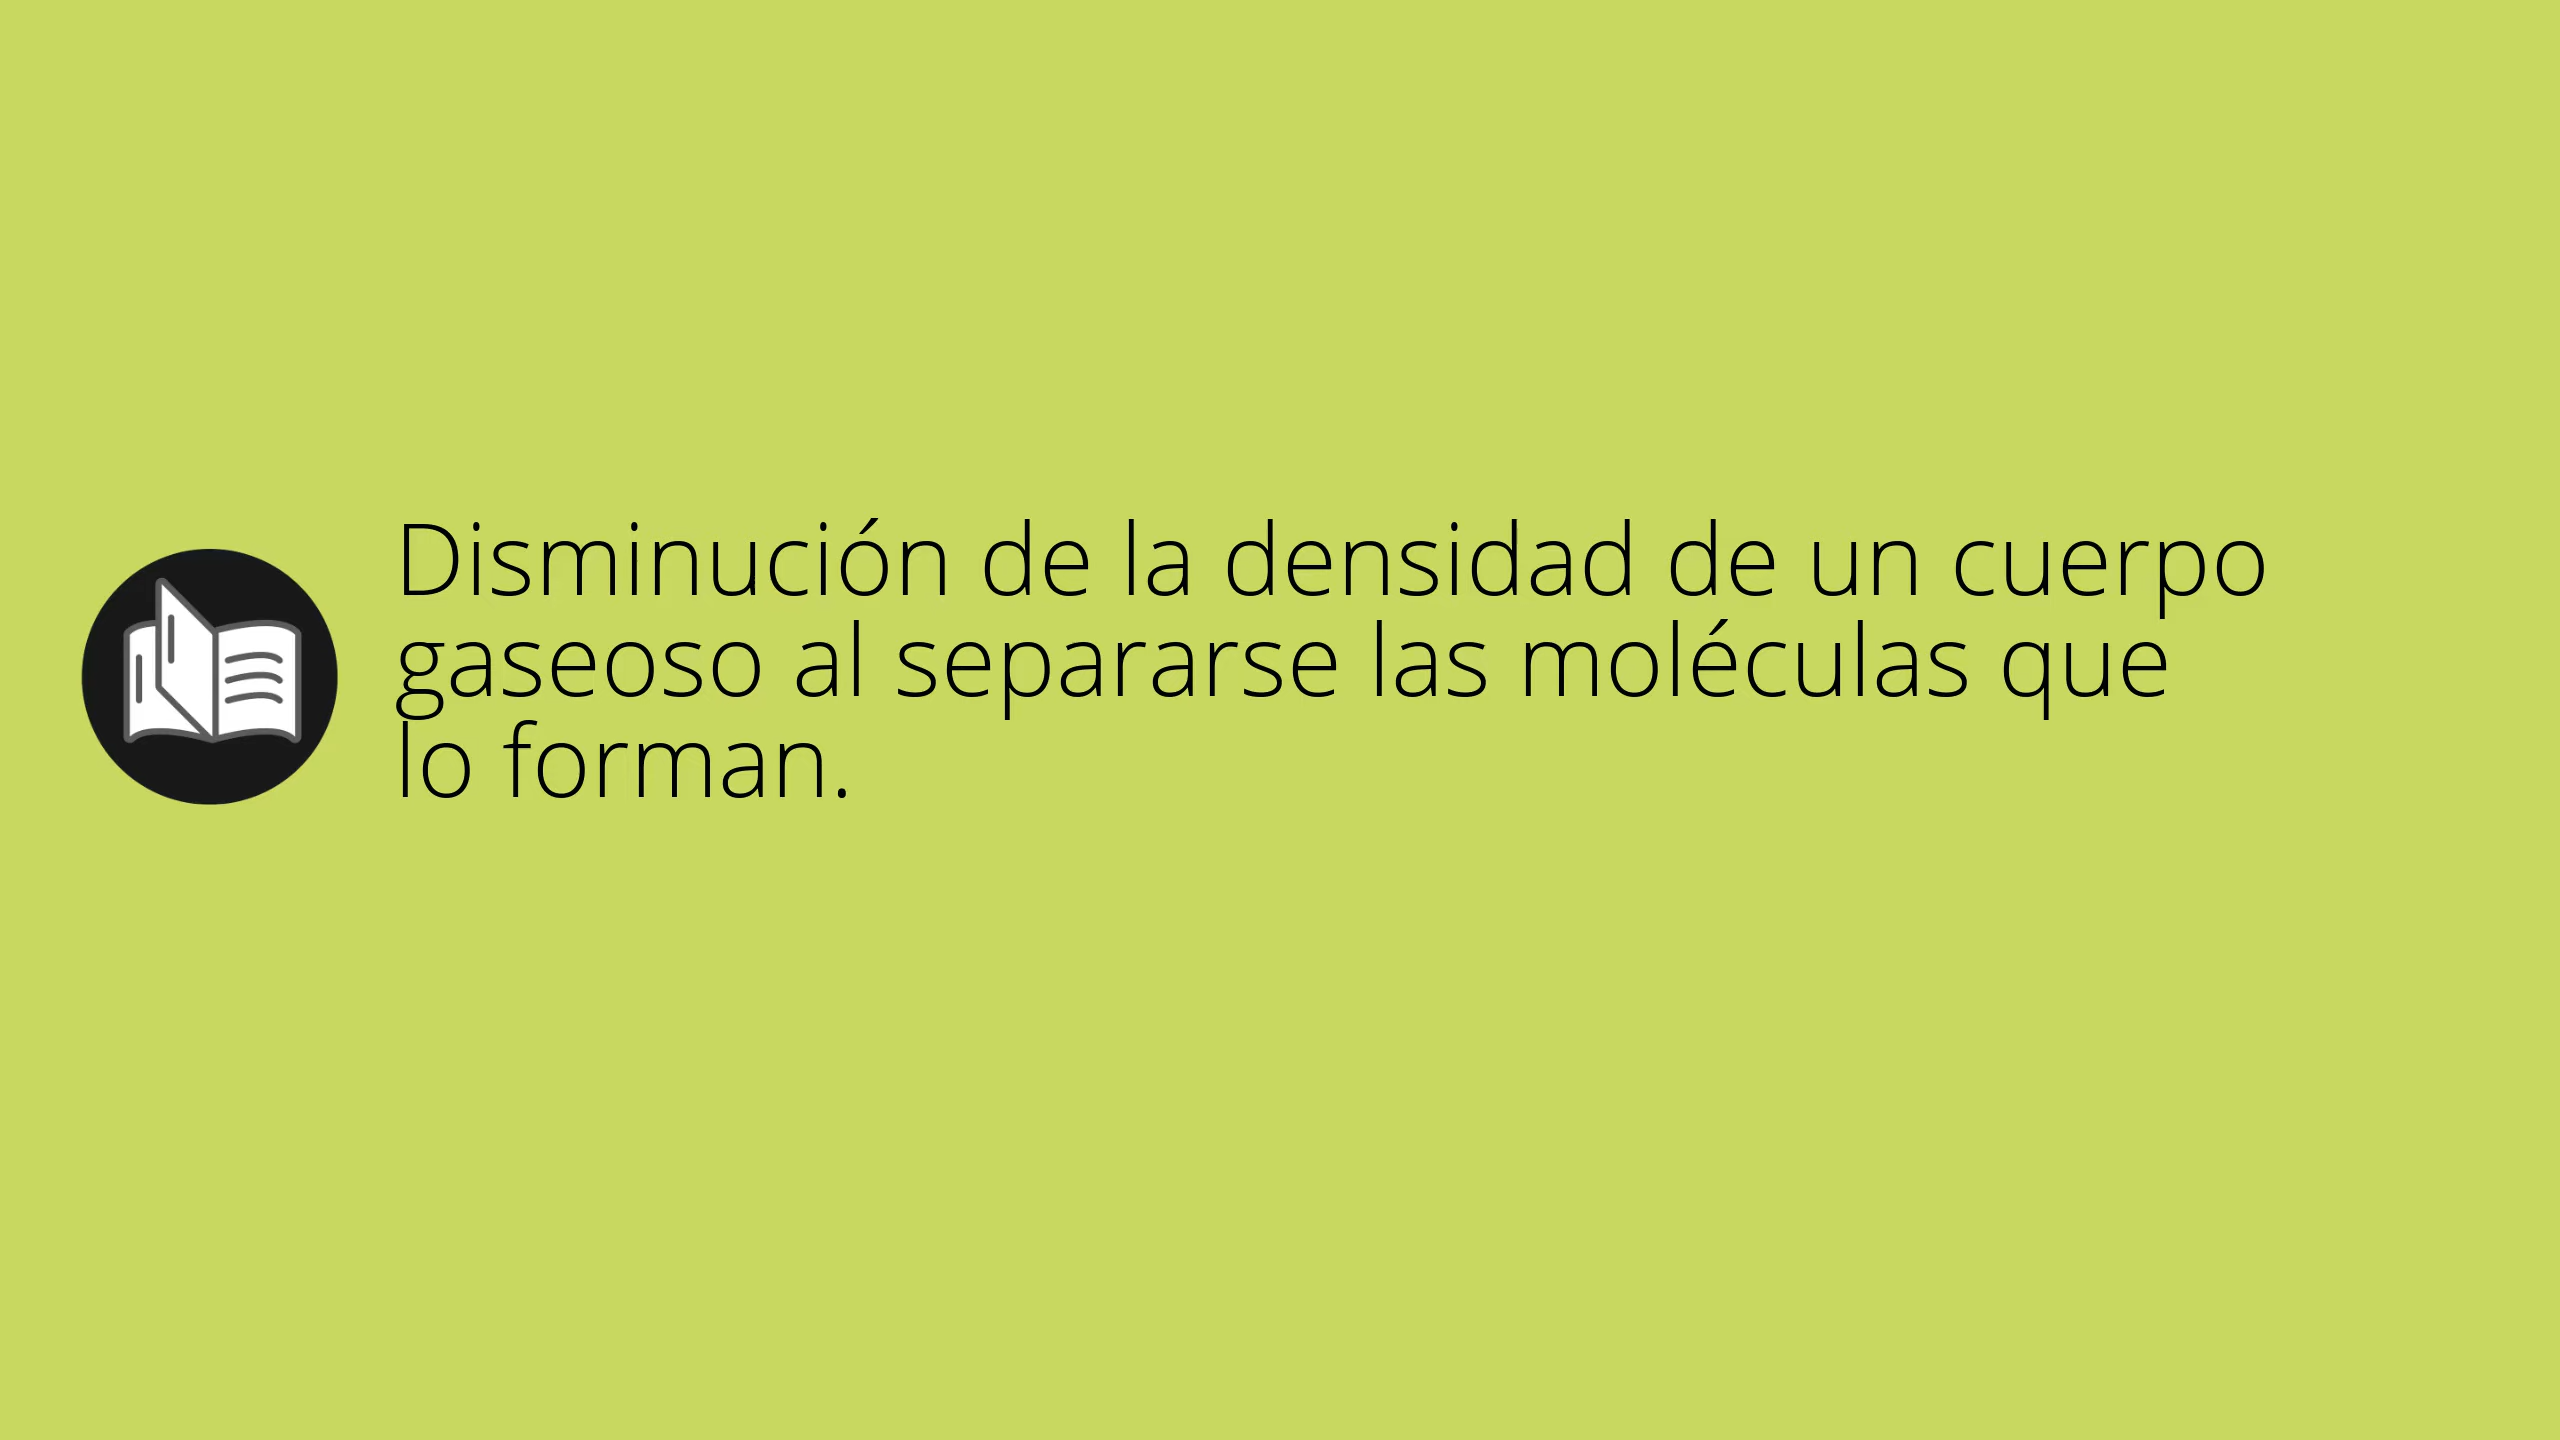 Disminución de la densidad de un cuerpo
gaseoso al separarse las moléculas que
lo forman.